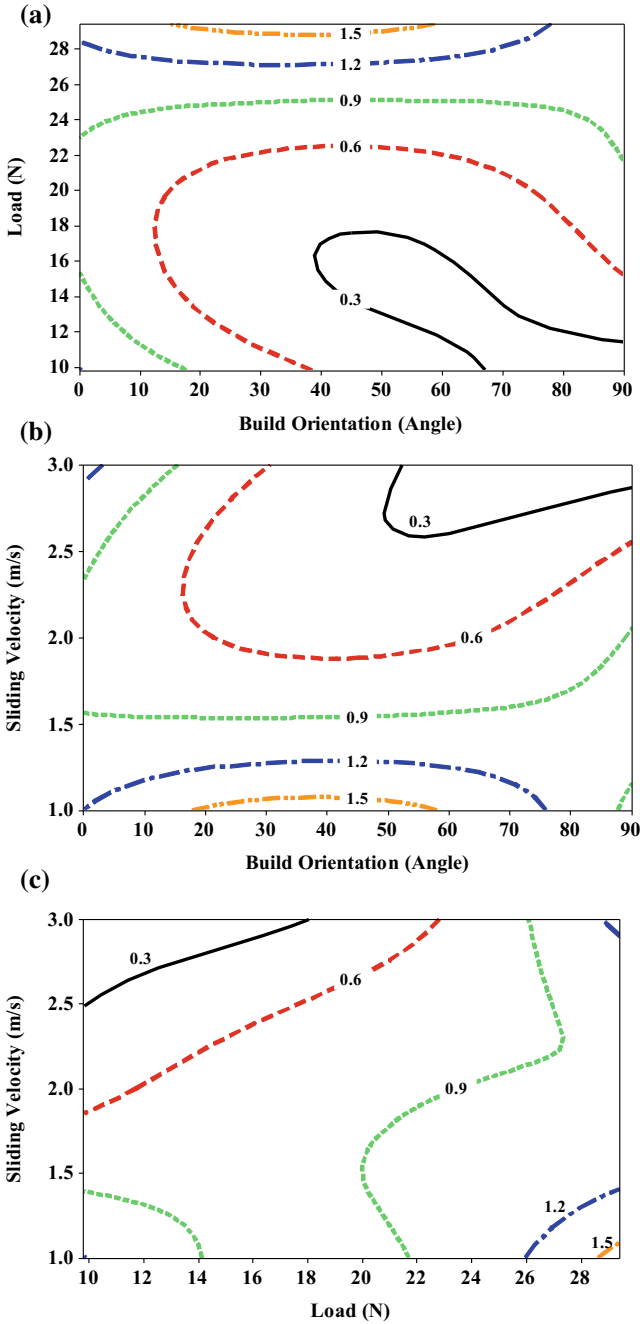 (a)
28
26
24
22
20
18
16
14
12
10
Load (N)
1.5
1.2
0.9
0.6
0.3
0 10 20 30 40 50 60 70 80 90
Build Orientation (Angle)
(b)
3.0
2.5
2.0
1.5
1.0
Sliding Velocity (m/s)
0.3
0.6
0.9
1.2
1.5
0 10 20 30 40 50 60 70 80 90
Build Orientation (Angle)
(c)
3.0
2.5
2.0
1.5
1.0
Sliding Velocity (m/s)
0.3
0.6
0.9
1.2
1.5
10 12 14 16 18 20 22 24 26 28
Load (N)